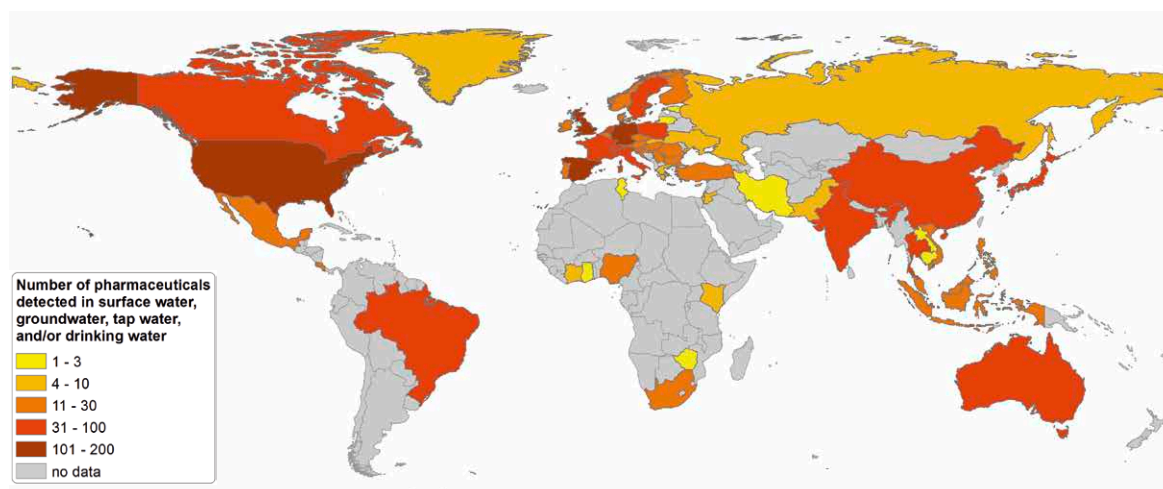 Number of pharmaceuticals
detected in surface water,
groundwater, tap water,
and/or drinking water
1 - 3
4 - 10
11 - 30
31 - 100
101 - 200
no data